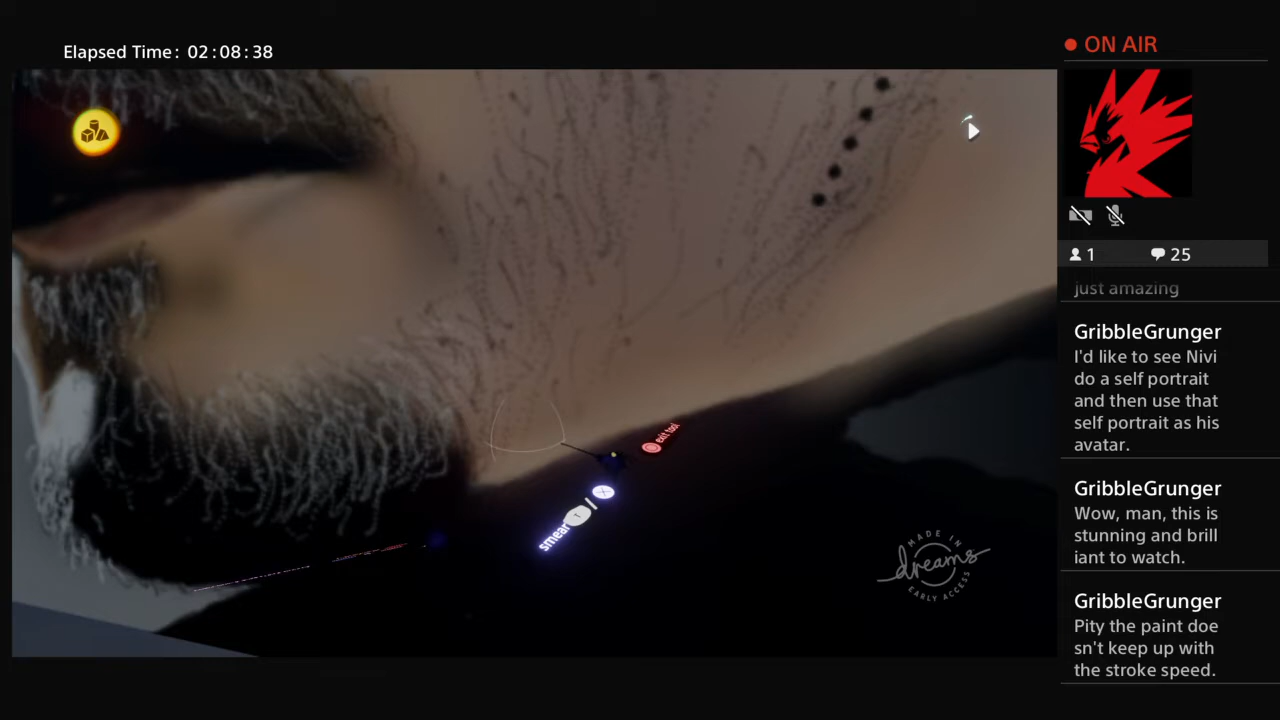 Elapsed Time: 02:08:38
ON AIR
1
25
just amazing
GribbleGrunger
I'd like to see Nivi
do a self portrait
and then use that
self portrait as his
avatar.
GribbleGrunger
Wow, man, this is
stunning and brill
iant to watch.
GribbleGrunger
Pity the paint doe
sn't keep up with
the stroke speed.
exit tool
smear T /
MADE IN
dreams
EARLY ACCESS